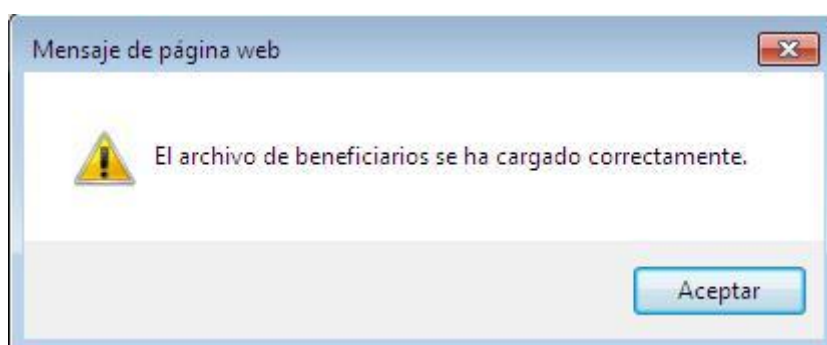 Mensaje de página web
El archivo de beneficiarios se ha cargado correctamente.
Aceptar